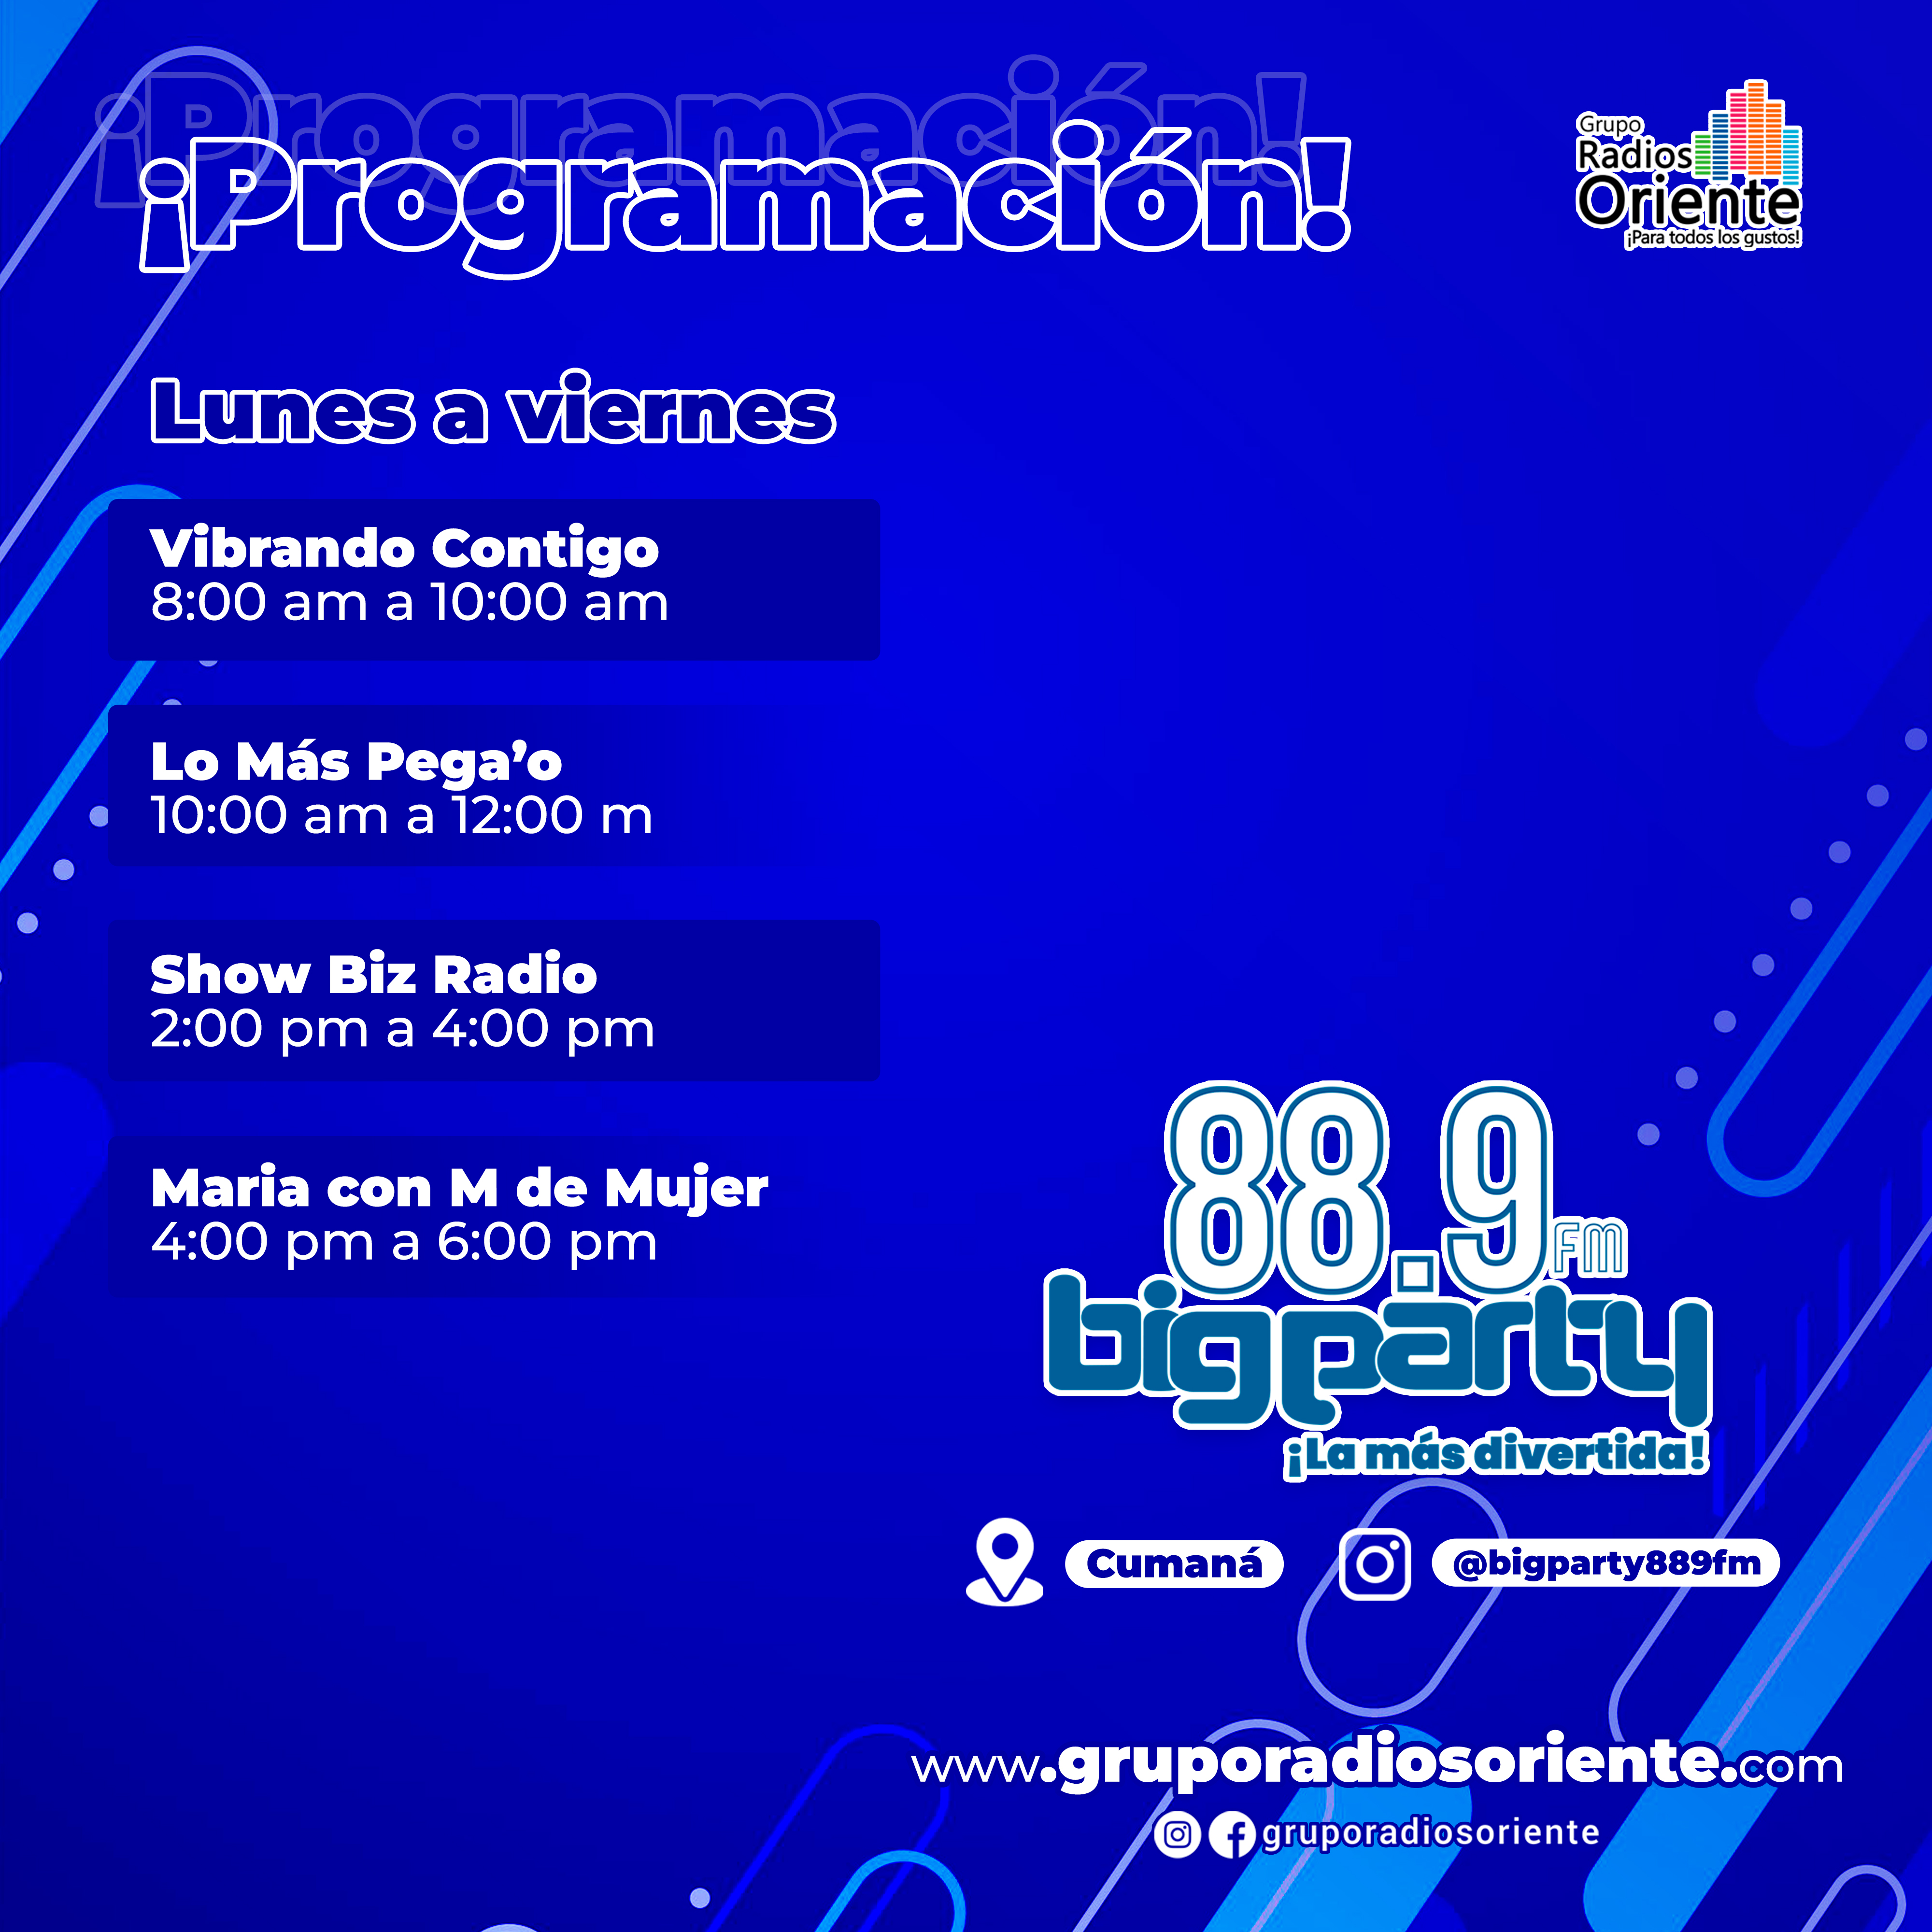 ¡Programación!
¡Programación!
Grupo
Radios
Oriente
¡Para todos los gustos!
Lunes a viernes
Vibrando Contigo
8:00 am a 10:00 am
Lo Más Pega’o
10:00 am a 12:00 m
Show Biz Radio
2:00 pm a 4:00 pm
Maria con M de Mujer
4:00 pm a 6:00 pm
88.9 FM
bigparty
¡La más divertida!
Cumaná
@bigparty889fm
www.gruporadiosoriente.com
gruporadiosoriente